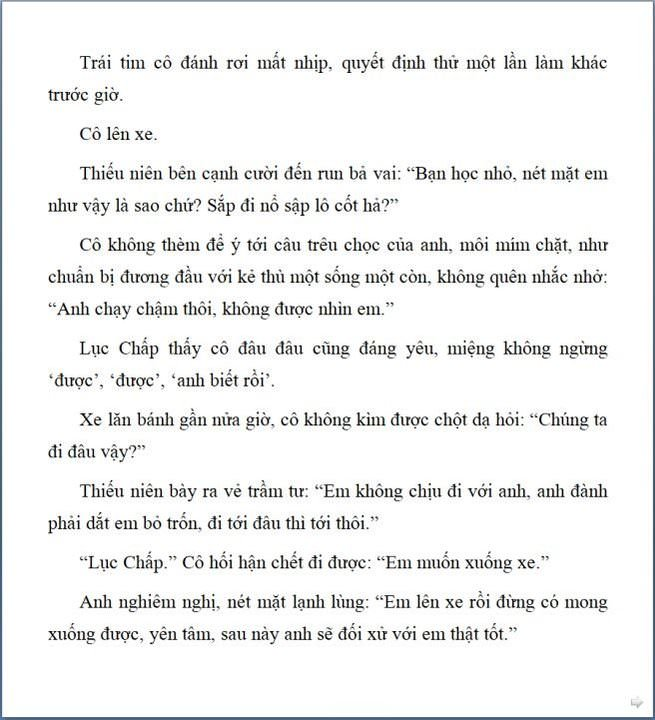 Trái tim cô đánh rơi mất nhịp, quyết định thử một lần làm khác
trước giờ.
Cô lên xe.
Thiếu niên bên cạnh cười đến run bả vai: “Bạn học nhỏ, nét mặt em
như vậy là sao chứ? Sắp đi nổ sập lô cốt hả?”
Cô không thèm để ý tới câu trêu chọc của anh, môi mím chặt, như
chuẩn bị đương đầu với kẻ thù một sống một còn, không quên nhắc nhở:
“Anh chạy chậm thôi, không được nhìn em.”
Lục Chấp thấy cô đâu đâu cũng đáng yêu, miệng không ngừng
‘được’, ‘được’, ‘anh biết rồi’.
Xe lăn bánh gần nửa giờ, cô không kìm được chột dạ hỏi: “Chúng ta
đi đâu vậy?”
Thiếu niên bày ra vẻ trầm tư: “Em không chịu đi với anh, anh đành
phải dắt em bỏ trốn, đi tới đâu thì tới thôi.”
“Lục Chấp.” Cô hối hận chết đi được: “Em muốn xuống xe.”
Anh nghiêm nghị, nét mặt lạnh lùng: “Em lên xe rồi đừng có mong
xuống được, yên tâm, sau này anh sẽ đối xử với em thật tốt.”